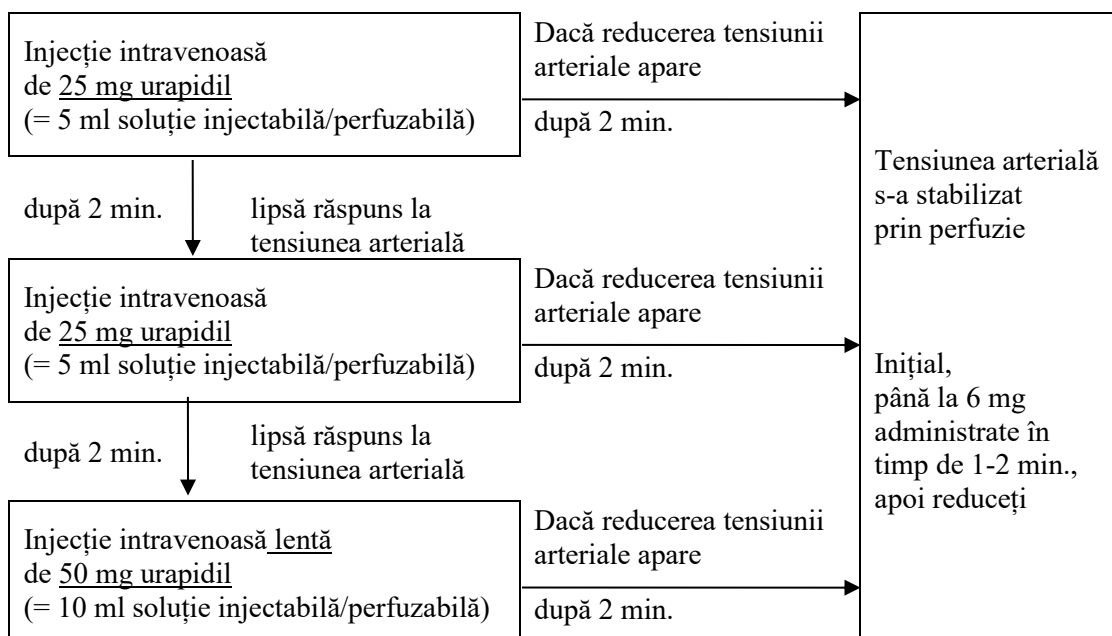 Injecție intravenoasă
de 25 mg urapidil
(= 5 ml soluție injectabilă/perfuzabilă)
Dacă reducerea tensiunii
arteriale apare
după 2 min.
după 2 min.
lipsă răspuns la
tensiunea arterială
Injecție intravenoasă
de 25 mg urapidil
(= 5 ml soluție injectabilă/perfuzabilă)
Dacă reducerea tensiunii
arteriale apare
după 2 min.
după 2 min.
lipsă răspuns la
tensiunea arterială
Injecție intravenoasă lentă
de 50 mg urapidil
(= 10 ml soluție injectabilă/perfuzabilă)
Dacă reducerea tensiunii
arteriale apare
după 2 min.
Tensiunea arterială
s-a stabilizat
prin perfuzie
Inițial,
până la 6 mg
administrate în
timp de 1-2 min.,
apoi reduceți